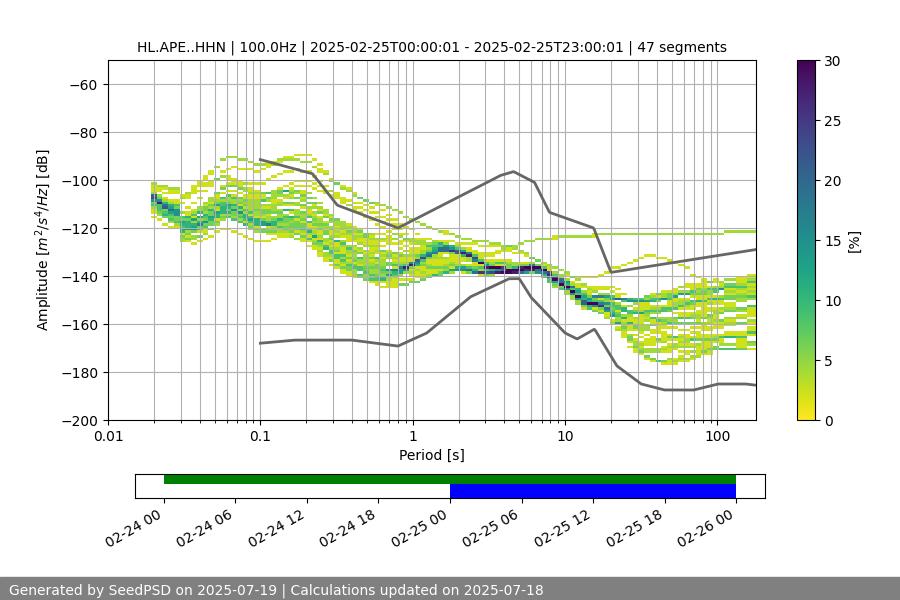 HL.APE..HHN | 100.0Hz | 2025-02-25T00:00:01 - 2025-02-25T23:00:01 | 47 segments
Amplitude [m²/s⁴/Hz] [dB]
−60
−80
−100
−120
−140
−160
−180
−200
0.01 0.1 1 10 100
Period [s]
30
25
20
15
10
5
0
[%]
02-24 00 02-24 06 02-24 12 02-24 18 02-25 00 02-25 06 02-25 12 02-25 18 02-26 00
Generated by SeedPSD on 2025-07-19 | Calculations updated on 2025-07-18